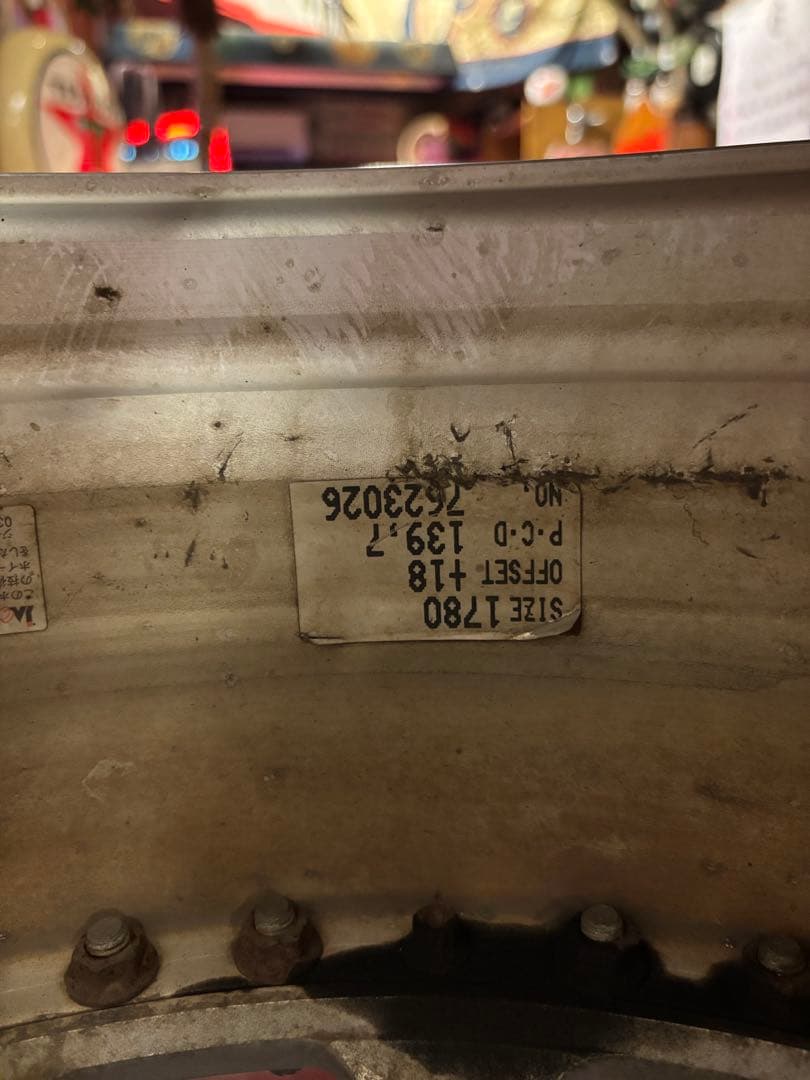 SIZE 1780
OFFSET +18
P.C.D 139,7
NO. 7623026